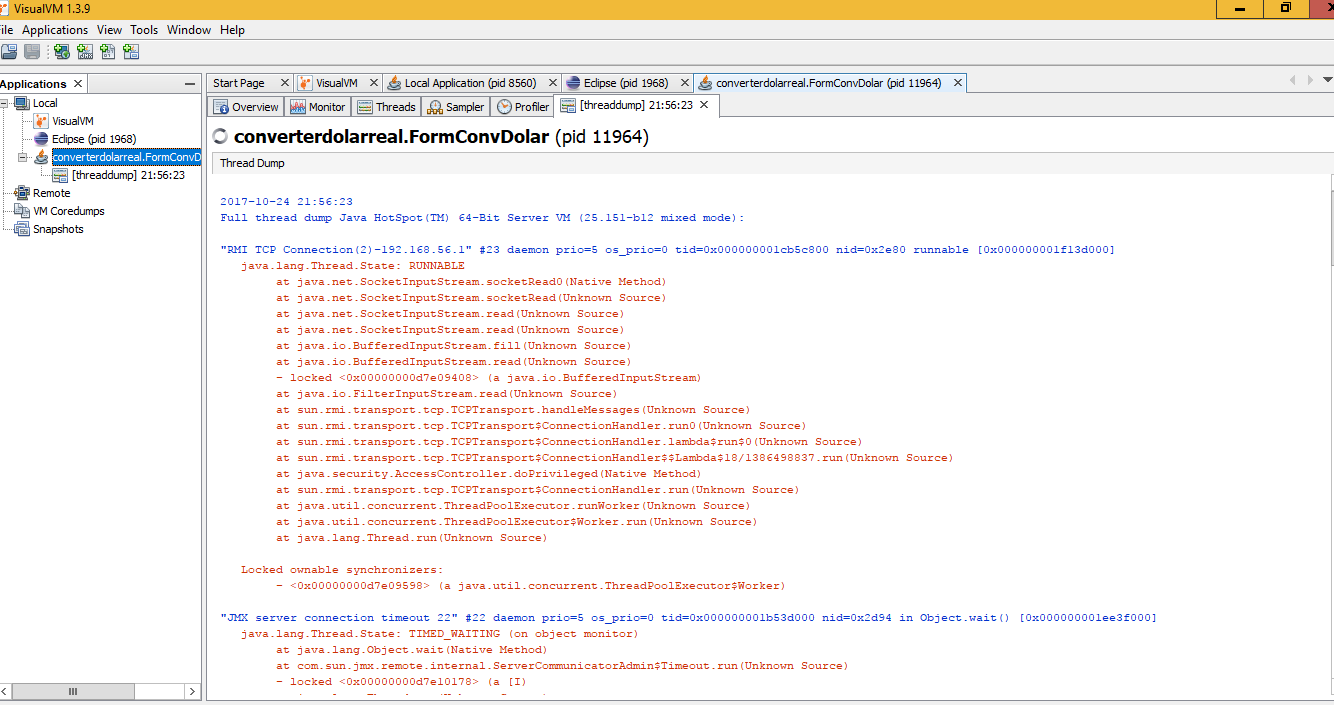 VisualVM 1.3.9
File Applications View Tools Window Help
Applications
Local
VisualVM
Eclipse (pid 1968)
converterdolarreal.FormConvD
[threaddump] 21:56:23
Remote
VM Coredumps
Snapshots
Start Page VisualVM Local Application (pid 8560) Eclipse (pid 1968) converterdolarreal.FormConvDolar (pid 11964)
Overview Monitor Threads Sampler Profiler [threaddump] 21:56:23
converterdolarreal.FormConvDolar (pid 11964)
Thread Dump
2017-10-24 21:56:23
Full thread dump Java HotSpot(TM) 64-Bit Server VM (25.151-b12 mixed mode):
"RMI TCP Connection(2)-192.168.56.1" #23 daemon prio=5 os_prio=0 tid=0x000000001cb5c800 nid=0x2e80 runnable [0x000000001f13d000]
java.lang.Thread.State: RUNNABLE
at java.net.SocketInputStream.socketRead0(Native Method)
at java.net.SocketInputStream.socketRead(Unknown Source)
at java.net.SocketInputStream.read(Unknown Source)
at java.net.SocketInputStream.read(Unknown Source)
at java.io.BufferedInputStream.fill(Unknown Source)
at java.io.BufferedInputStream.read(Unknown Source)
- locked <0x00000000d7e09408> (a java.io.BufferedInputStream)
at java.io.FilterInputStream.read(Unknown Source)
at sun.rmi.transport.tcp.TCPTransport.handleMessages(Unknown Source)
at sun.rmi.transport.tcp.TCPTransport$ConnectionHandler.run0(Unknown Source)
at sun.rmi.transport.tcp.TCPTransport$ConnectionHandler.lambda$run$0(Unknown Source)
at sun.rmi.transport.tcp.TCPTransport$ConnectionHandler$$Lambda$18/1386498837.run(Unknown Source)
at java.security.AccessController.doPrivileged(Native Method)
at sun.rmi.transport.tcp.TCPTransport$ConnectionHandler.run(Unknown Source)
at java.util.concurrent.ThreadPoolExecutor.runWorker(Unknown Source)
at java.util.concurrent.ThreadPoolExecutor$Worker.run(Unknown Source)
at java.lang.Thread.run(Unknown Source)
Locked ownable synchronizers:
- <0x00000000d7e09598> (a java.util.concurrent.ThreadPoolExecutor$Worker)
"JMX server connection timeout 22" #22 daemon prio=5 os_prio=0 tid=0x000000001b53d000 nid=0x2d94 in Object.wait() [0x000000001ee3f000]
java.lang.Thread.State: TIMED_WAITING (on object monitor)
at java.lang.Object.wait(Native Method)
at com.sun.jmx.remote.internal.ServerCommunicatorAdmin$Timeout.run(Unknown Source)
- locked <0x00000000d7e10178> (a [I)